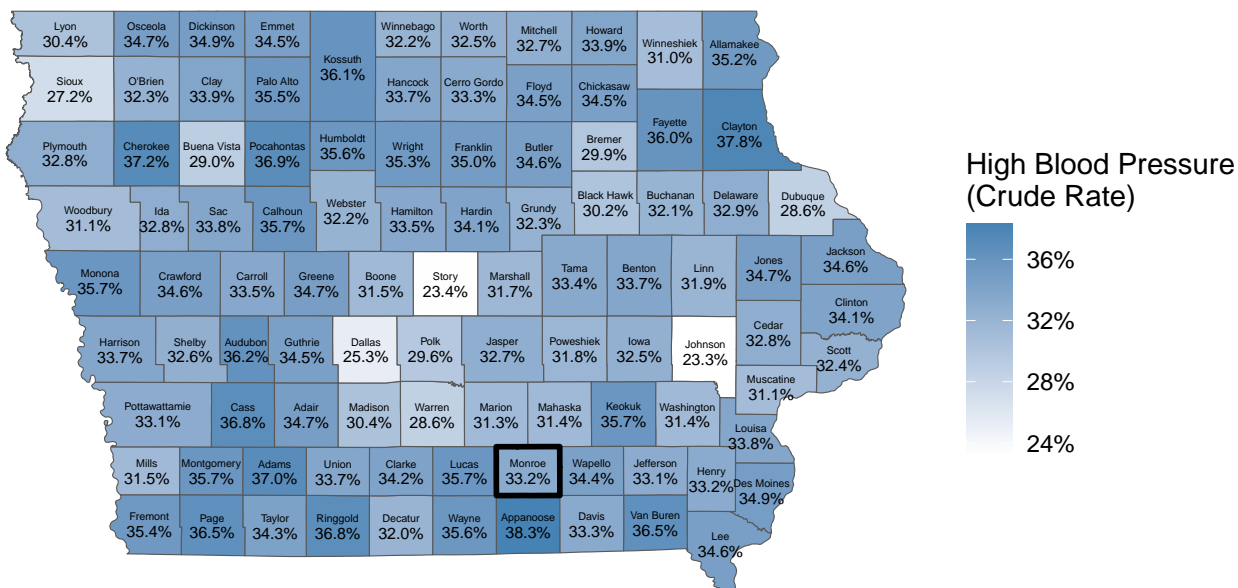 Lyon
30.4%
Osceola
34.7%
Dickinson
34.9%
Emmet
34.5%
Kossuth
36.1%
Winnebago
32.2%
Worth
32.5%
Mitchell
32.7%
Howard
33.9%
Winneshiek
31.0%
Allamakee
35.2%
Sioux
27.2%
O'Brien
32.3%
Clay
33.9%
Palo Alto
35.5%
Hancock
33.7%
Cerro Gordo
33.3%
Floyd
34.5%
Chickasaw
34.5%
Fayette
36.0%
Clayton
37.8%
Plymouth
32.8%
Cherokee
37.2%
Buena Vista
29.0%
Pocahontas
36.9%
Humboldt
35.6%
Wright
35.3%
Franklin
35.0%
Butler
34.6%
Bremer
29.9%
Woodbury
31.1%
Ida
32.8%
Sac
33.8%
Calhoun
35.7%
Webster
32.2%
Hamilton
33.5%
Hardin
34.1%
Grundy
32.3%
Black Hawk
30.2%
Buchanan
32.1%
Delaware
32.9%
Dubuque
28.6%
Monona
35.7%
Crawford
34.6%
Carroll
33.5%
Greene
34.7%
Boone
31.5%
Story
23.4%
Marshall
31.7%
Tama
33.4%
Benton
33.7%
Linn
31.9%
Jones
34.7%
Jackson
34.6%
Clinton
34.1%
Harrison
33.7%
Shelby
32.6%
Audubon
36.2%
Guthrie
34.5%
Dallas
25.3%
Polk
29.6%
Jasper
32.7%
Poweshiek
31.8%
Iowa
32.5%
Johnson
23.3%
Cedar
32.8%
Scott
32.4%
Muscatine
31.1%
Pottawattamie
33.1%
Cass
36.8%
Adair
34.7%
Madison
30.4%
Warren
28.6%
Marion
31.3%
Mahaska
31.4%
Keokuk
35.7%
Washington
31.4%
Louisa
33.8%
Mills
31.5%
Montgomery
35.7%
Adams
37.0%
Union
33.7%
Clarke
34.2%
Lucas
35.7%
Monroe
33.2%
Wapello
34.4%
Jefferson
33.1%
Henry
33.2%
Des Moines
34.9%
Fremont
35.4%
Page
36.5%
Taylor
34.3%
Ringgold
36.8%
Decatur
32.0%
Wayne
35.6%
Appanoose
38.3%
Davis
33.3%
Van Buren
36.5%
Lee
34.6%
High Blood Pressure
(Crude Rate)
36%
32%
28%
24%